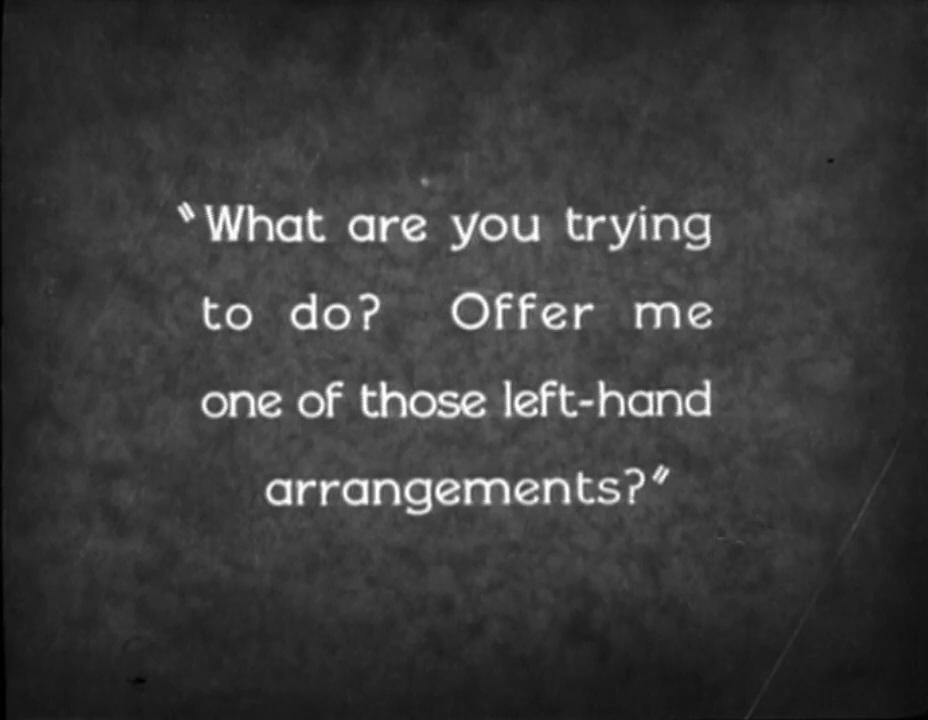 "What are you trying
to do?  Offer me
one of those left-hand
arrangements?"